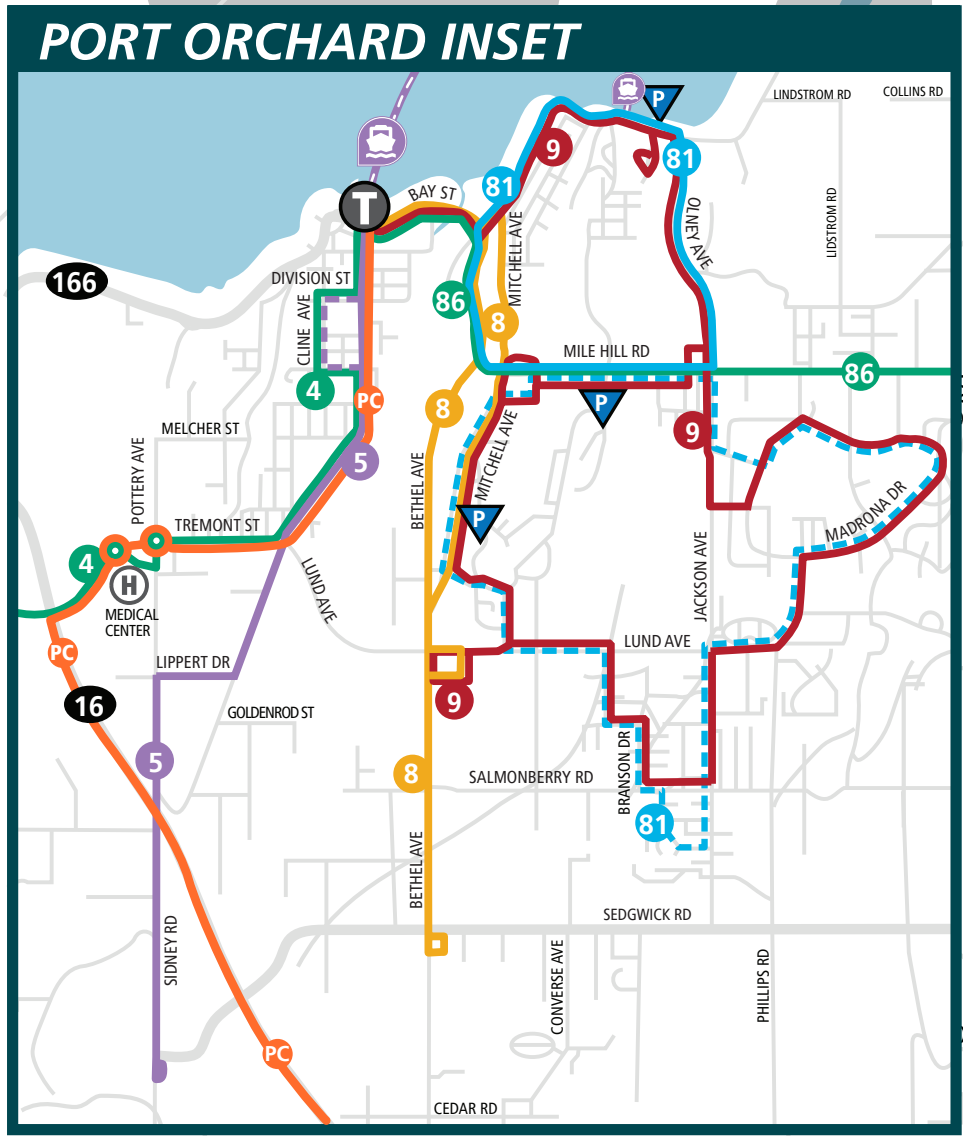 PORT ORCHARD INSET
LINDSTROM RD
COLLINS RD
P
9
81
81
T
BAY ST
MITCHELL AVE
OLNEY AVE
LIDSTROM RD
DIVISION ST
166
86
CLINE AVE
8
MILE HILL RD
86
4
PC
P
8
9
MELCHER ST
5
POTTERY AVE
MITCHELL AVE
BETHEL AVE
MADRONA DR
TREMONT ST
P
4
H
MEDICAL
CENTER
LUND AVE
JACKSON AVE
PC
LUND AVE
LIPPERT DR
9
16
GOLDENROD ST
5
8
SALMONBERRY RD
BRANSON DR
81
BETHEL AVE
SEDGWICK RD
SIDNEY RD
CONVERSE AVE
PHILLIPS RD
PC
CEDAR RD